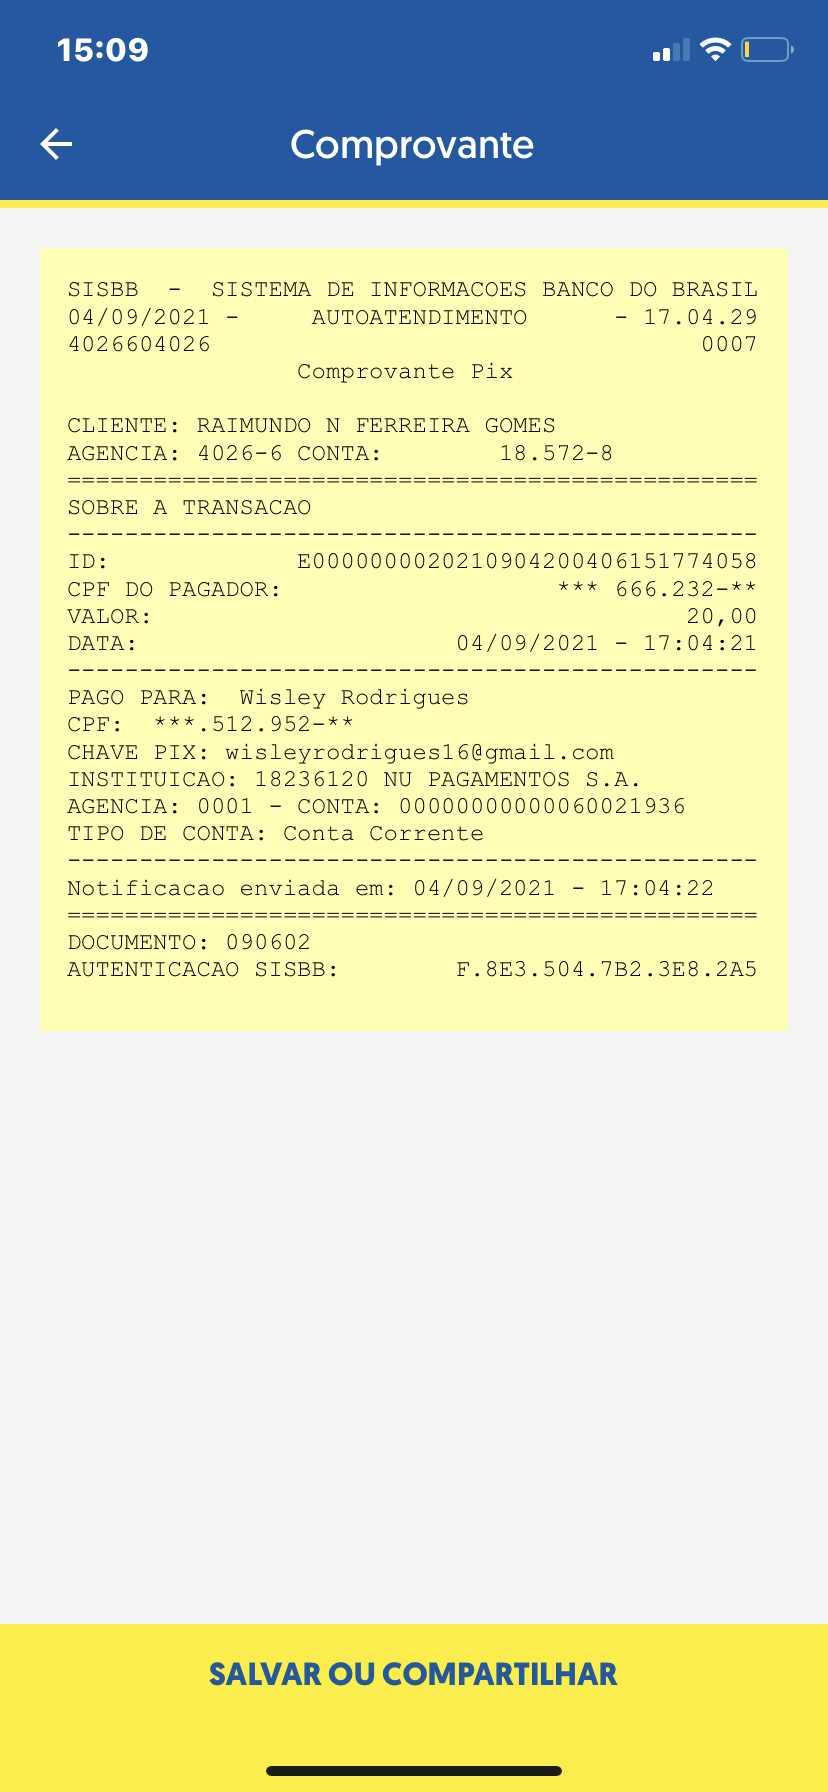 15:09
Comprovante
SISBB - SISTEMA DE INFORMACOES BANCO DO BRASIL
04/09/2021 - AUTOATENDIMENTO - 17.04.29
4026604026 0007
Comprovante Pix
CLIENTE: RAIMUNDO N FERREIRA GOMES
AGENCIA: 4026-6 CONTA: 18.572-8
================================================
SOBRE A TRANSACAO
------------------------------------------------
ID: E0000000020210904200406151774058
CPF DO PAGADOR: *** 666.232-**
VALOR: 20,00
DATA: 04/09/2021 - 17:04:21
------------------------------------------------
PAGO PARA: Wisley Rodrigues
CPF: ***.512.952-**
CHAVE PIX: wisleyrodrigues16@gmail.com
INSTITUICAO: 18236120 NU PAGAMENTOS S.A.
AGENCIA: 0001 - CONTA: 00000000000060021936
TIPO DE CONTA: Conta Corrente
------------------------------------------------
Notificacao enviada em: 04/09/2021 - 17:04:22
================================================
DOCUMENTO: 090602
AUTENTICACAO SISBB: F.8E3.504.7B2.3E8.2A5
SALVAR OU COMPARTILHAR